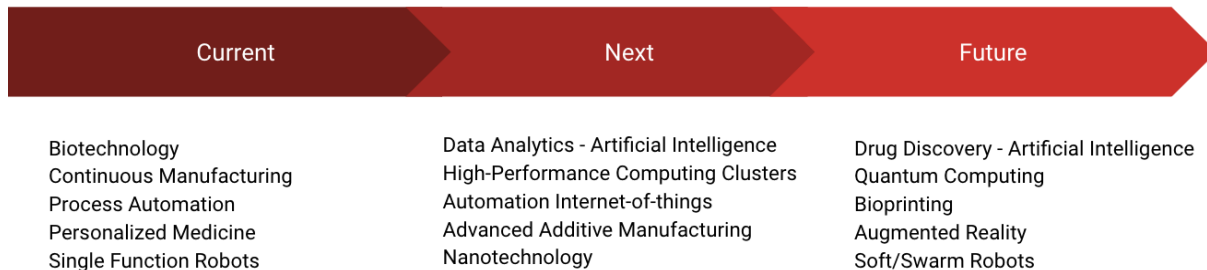 Current
Next
Future
Biotechnology
Continuous Manufacturing
Process Automation
Personalized Medicine
Single Function Robots
Data Analytics - Artificial Intelligence
High-Performance Computing Clusters
Automation Internet-of-things
Advanced Additive Manufacturing
Nanotechnology
Drug Discovery - Artificial Intelligence
Quantum Computing
Bioprinting
Augmented Reality
Soft/Swarm Robots